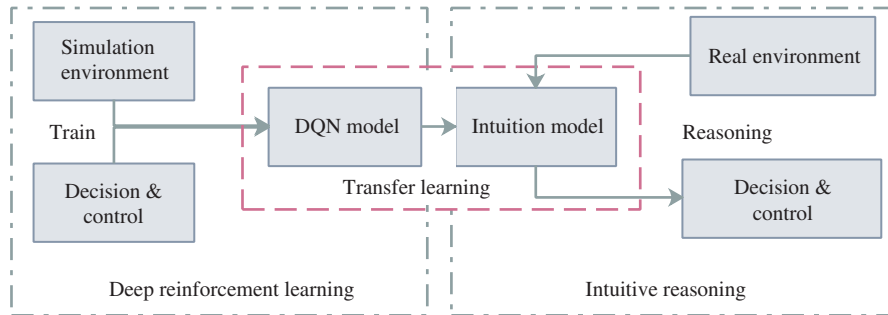 Simulation
environment
Real environment
Train
DQN model
Intuition model
Reasoning
Decision &
control
Transfer learning
Decision &
control
Deep reinforcement learning
Intuitive reasoning